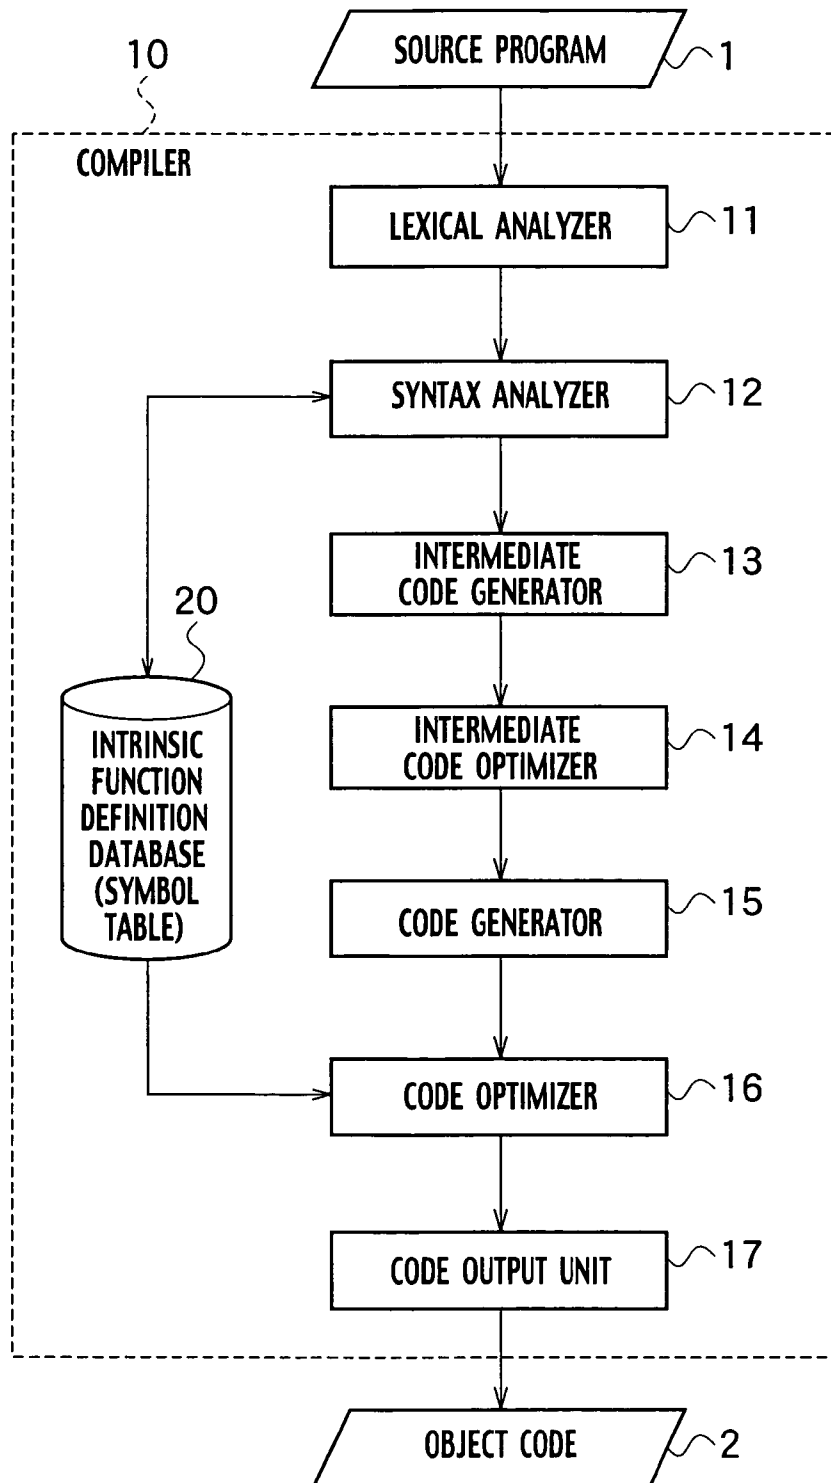 SOURCE PROGRAM
1
10
COMPILER
LEXICAL ANALYZER
11
SYNTAX ANALYZER
12
INTERMEDIATE
CODE GENERATOR
13
20
INTRINSIC
FUNCTION
DEFINITION
DATABASE
(SYMBOL
TABLE)
INTERMEDIATE
CODE OPTIMIZER
14
CODE GENERATOR
15
CODE OPTIMIZER
16
CODE OUTPUT UNIT
17
OBJECT CODE
2